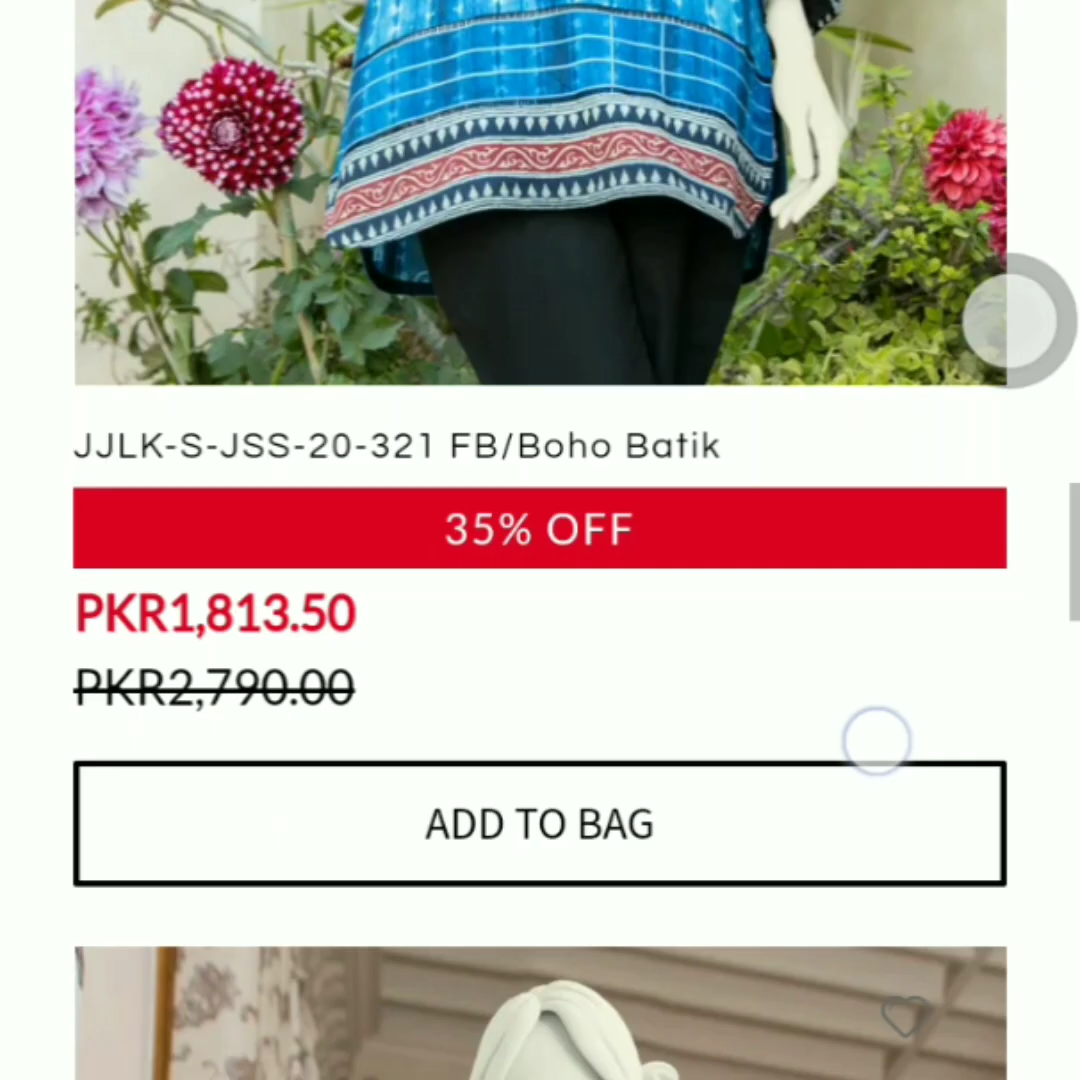 JJLK-S-JSS-20-321 FB/Boho Batik
35% OFF
PKR1,813.50
PKR2,790.00
ADD TO BAG